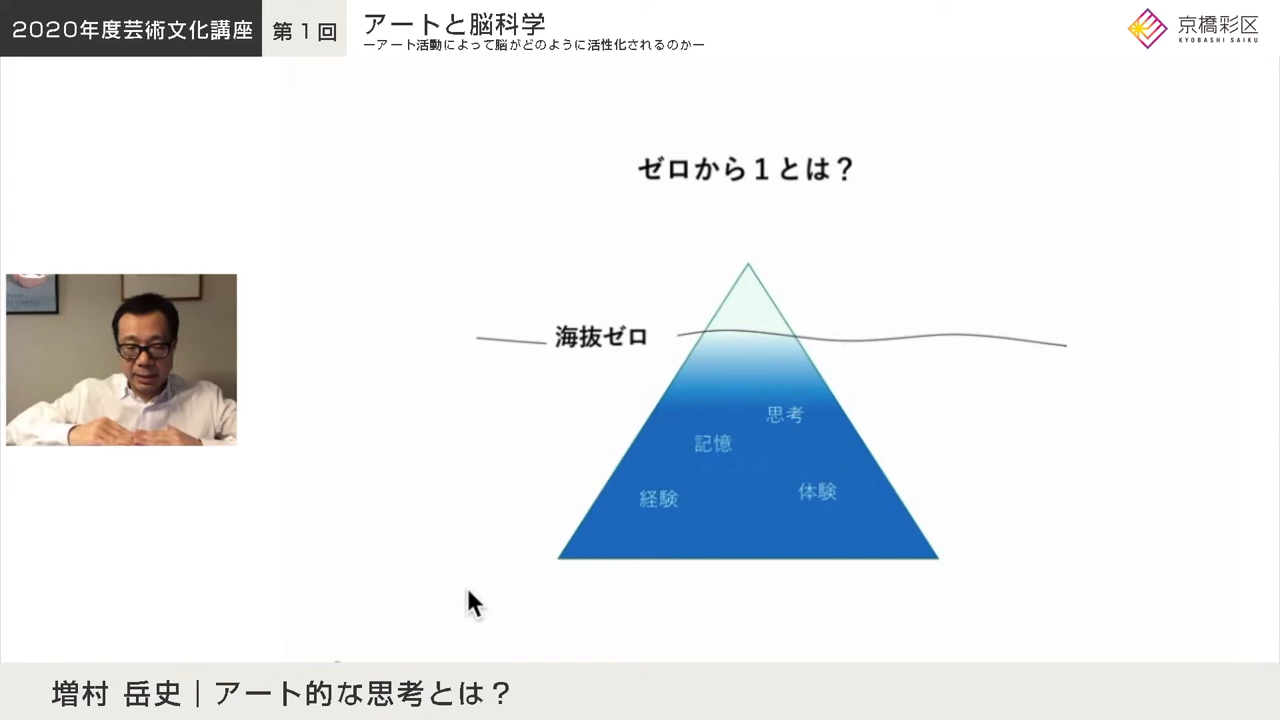 2020年度芸術文化講座
第1回
アートと脳科学
ーアート活動によって脳がどのように活性化されるのかー
京橋彩区
KYOBASHI SAIKU
ゼロから1とは？
海抜ゼロ
思考
記憶
体験
経験
増村 岳史｜アート的な思考とは？